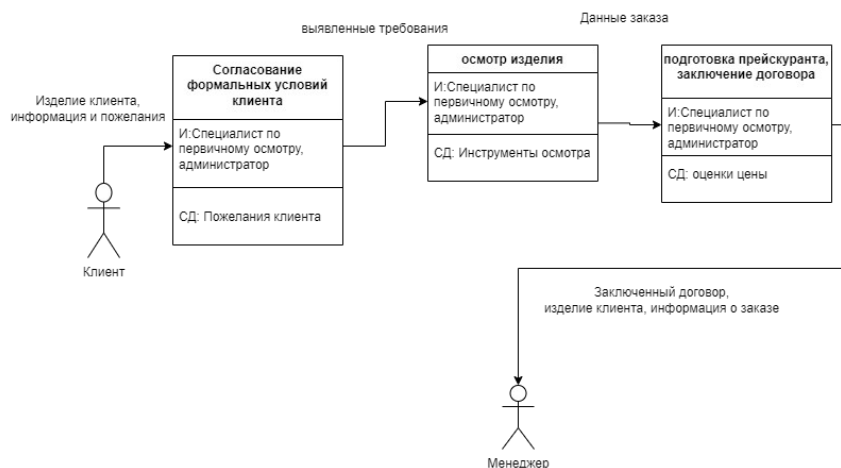 Данные заказа
выявленные требования
Согласование
формальных условий
клиента
осмотр изделия
подготовка прейскуранта,
заключение договора
Изделие клиента,
информация и пожелания
И:Специалист по
первичному осмотру,
администратор
И:Специалист по
первичному осмотру,
администратор
И:Специалист по
первичному осмотру,
администратор
СД: Пожелания клиента
СД: Инструменты осмотра
СД: оценки цены
Клиент
Заключенный договор,
изделие клиента, информация о заказе
Менеджер